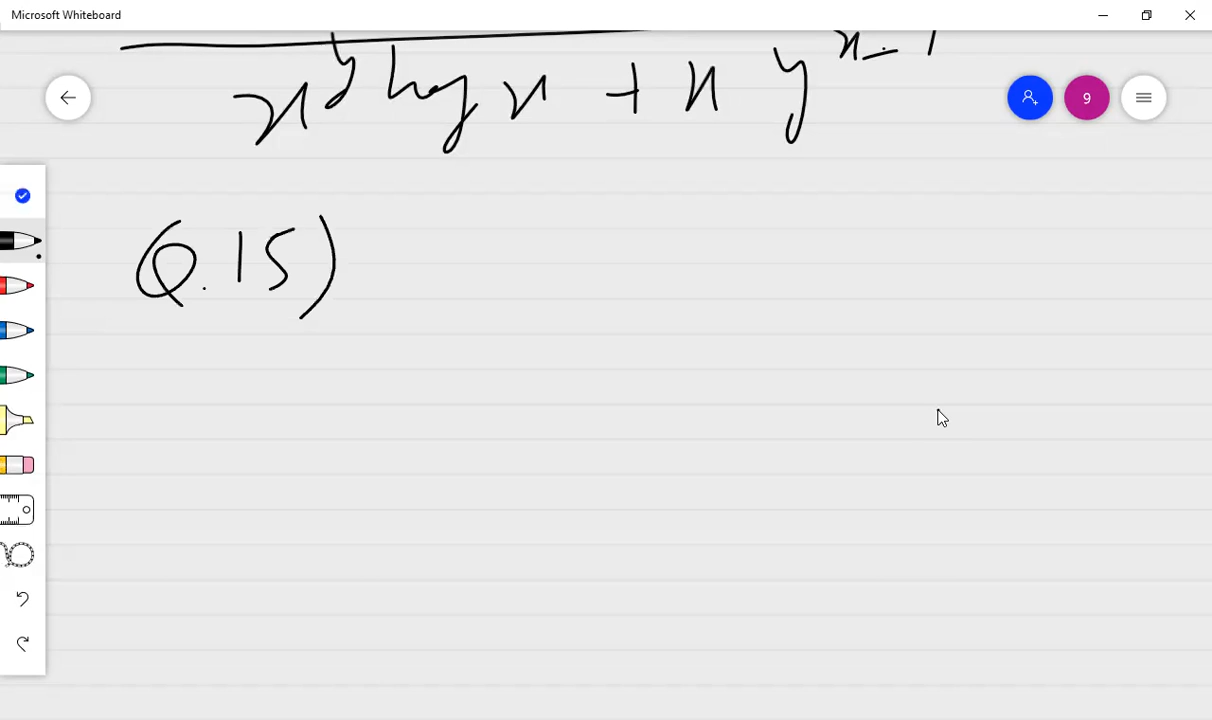 Microsoft Whiteboard
x - 1
x^y log x + x y
9
(Q.15)